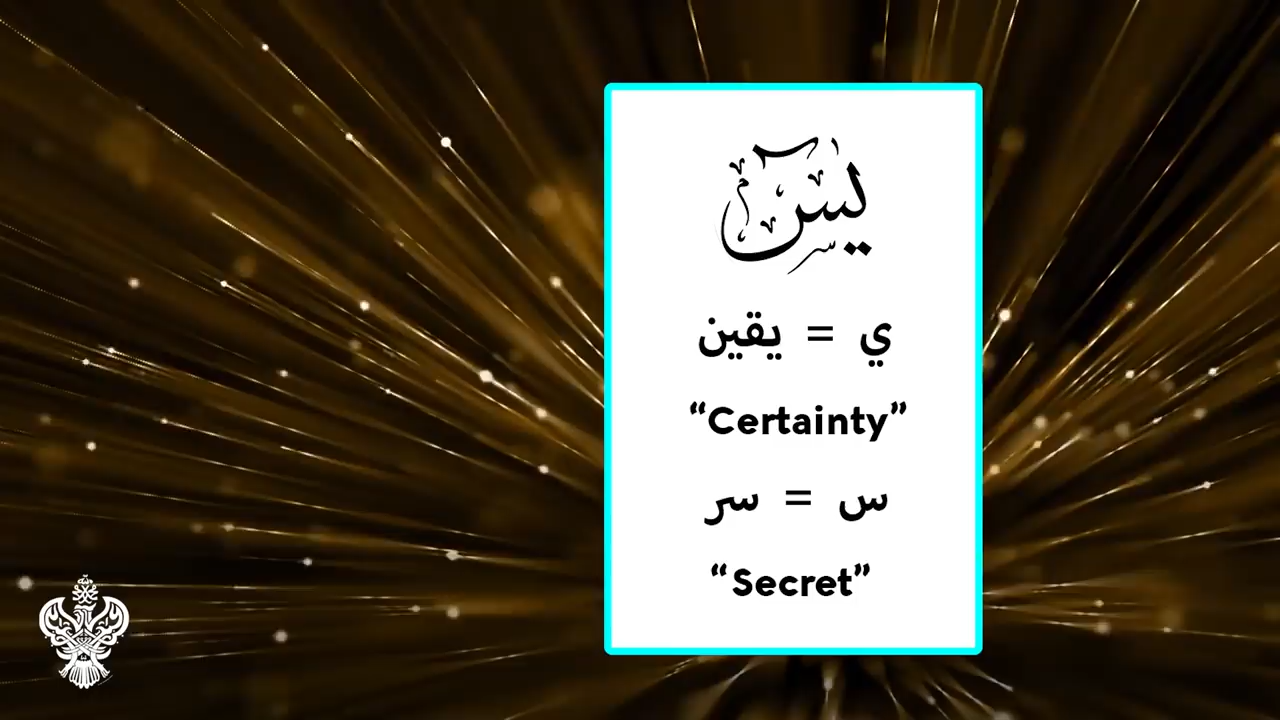 يس
ي = يقين
“Certainty”
س = سر
“Secret”